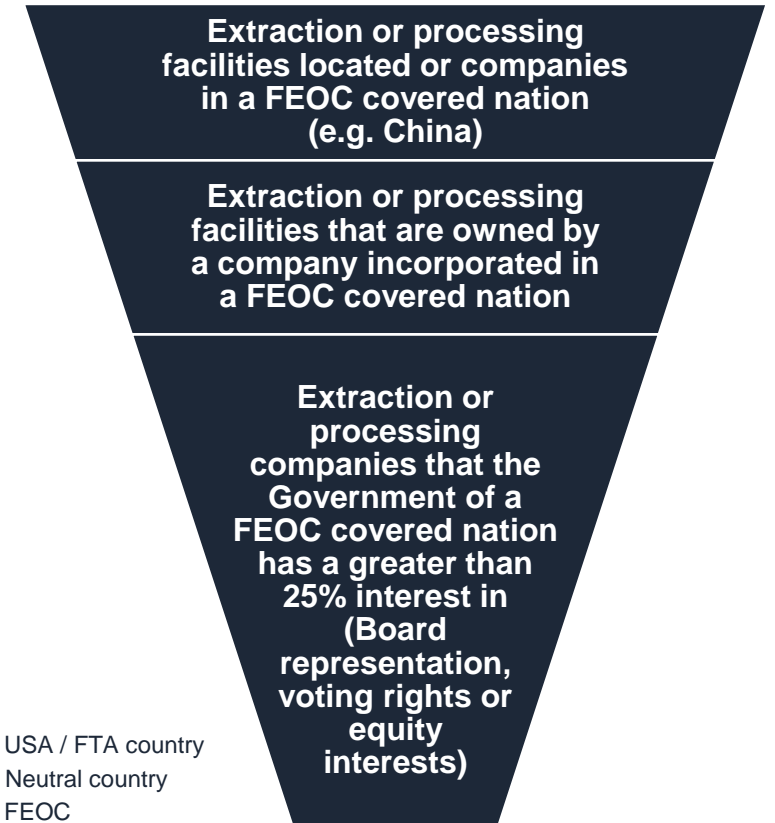 Extraction or processing
facilities located or companies
in a FEOC covered nation
(e.g. China)
Extraction or processing
facilities that are owned by
a company incorporated in
a FEOC covered nation
Extraction or
processing
companies that the
Government of a
FEOC covered nation
has a greater than
25% interest in
(Board
representation,
voting rights or
equity
interests)
USA / FTA country
Neutral country
FEOC